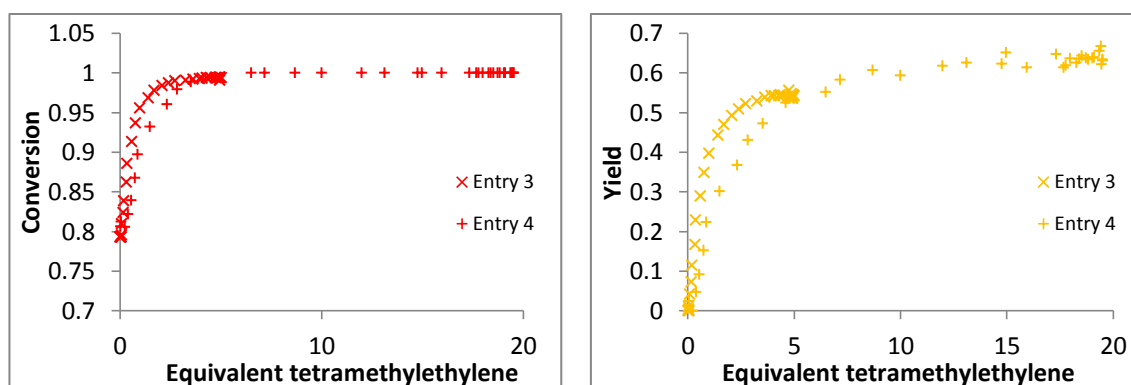 1.05
1
0.95
0.9
0.85
0.8
0.75
0.7
Conversion
0 10 20
Equivalent tetramethylethylene
Entry 3
Entry 4
0.7
0.6
0.5
0.4
0.3
0.2
0.1
0
Yield
0 5 10 15 20
Equivalent tetramethylethylene
Entry 3
Entry 4